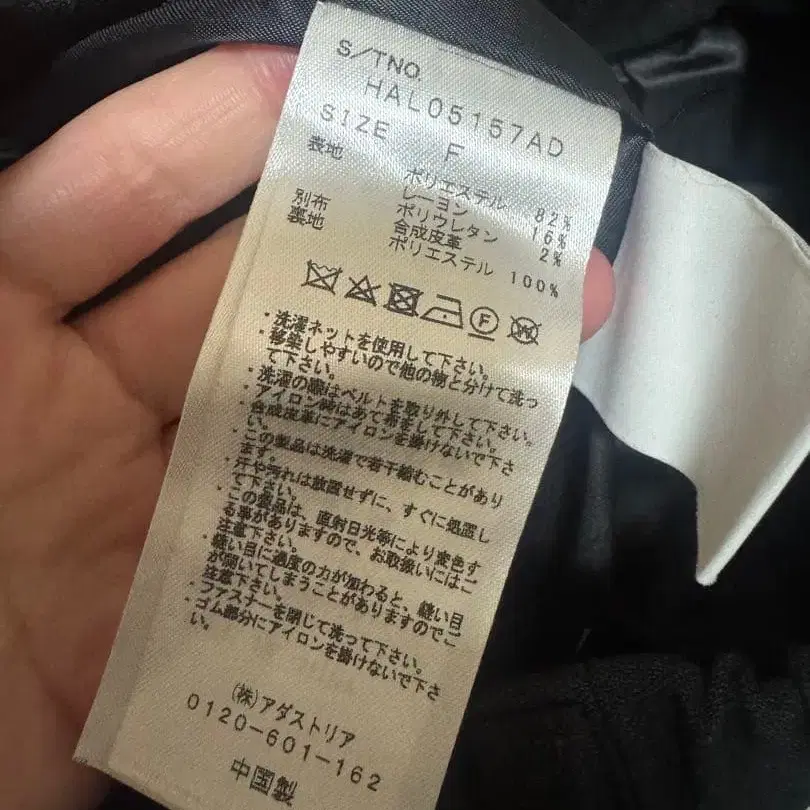 S/TNO.
HAL05157AD
SIZE F
表地 ポリエステル 82%
レーヨン 16%
ポリウレタン 2%
別布 合成皮革
裏地 ポリエステル 100%
F
W
・洗濯ネットを使用して下さい。
・移染しやすいので他の物と分けて洗っ
て下さい。
・洗濯の際はベルトを取り外して下さい。
・アイロン時はあて布をして下さい。
・合成皮革にアイロンを掛けないで下さ
い。
・この製品は洗濯で若干縮むことがあり
ます。
・汗や汚れは放置せずに、すぐに処置し
て下さい。
・この製品は、直射日光等により変色す
る事がありますので、お取扱いにはご
注意下さい。
・縫い目に過度の力が加わると、縫い目
が開いてしまうことがありますのでご
注意下さい。
・ファスナーを閉じて洗って下さい。
・ゴム部分にアイロンを掛けないで下さ
い。
(株)アダストリア
0120-601-162
中国製